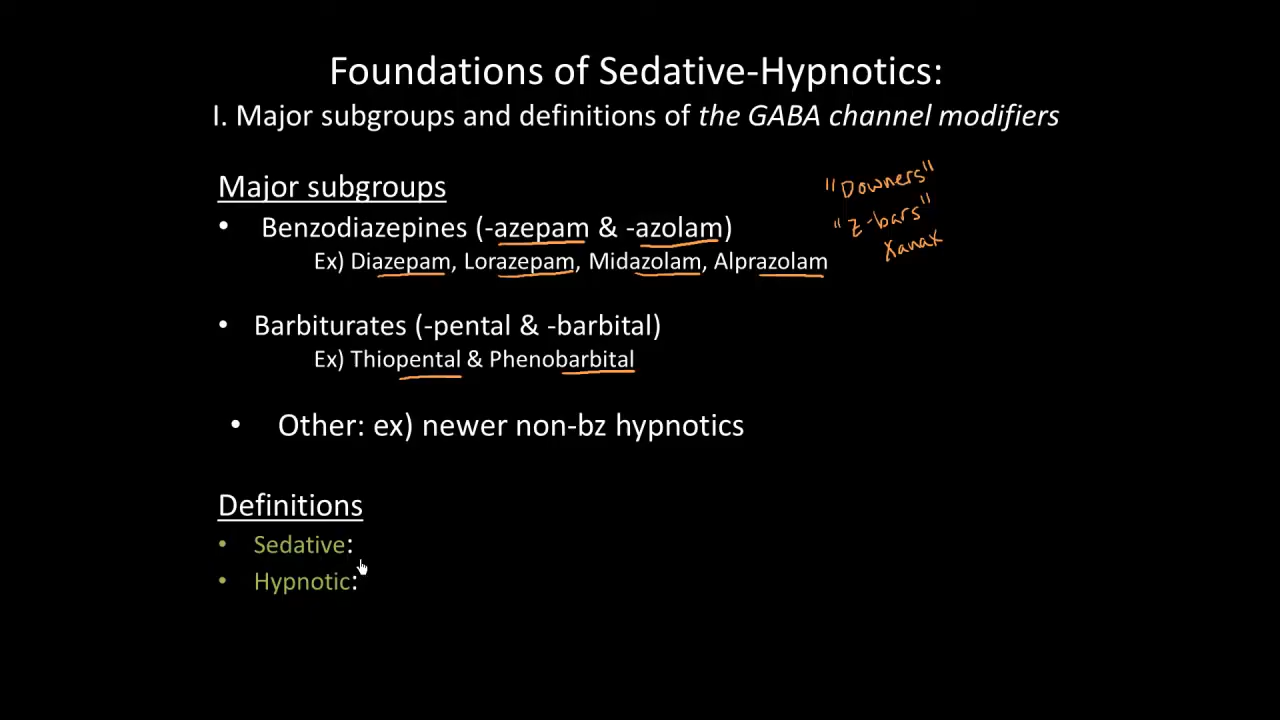 Foundations of Sedative-Hypnotics:
I. Major subgroups and definitions of the GABA channel modifiers
Major subgroups
• Benzodiazepines (-azepam & -azolam)
Ex) Diazepam, Lorazepam, Midazolam, Alprazolam
"Downers"
"Z-bars"
Xanax
• Barbiturates (-pental & -barbital)
Ex) Thiopental & Phenobarbital
• Other: ex) newer non-bz hypnotics
Definitions
• Sedative:
• Hypnotic: